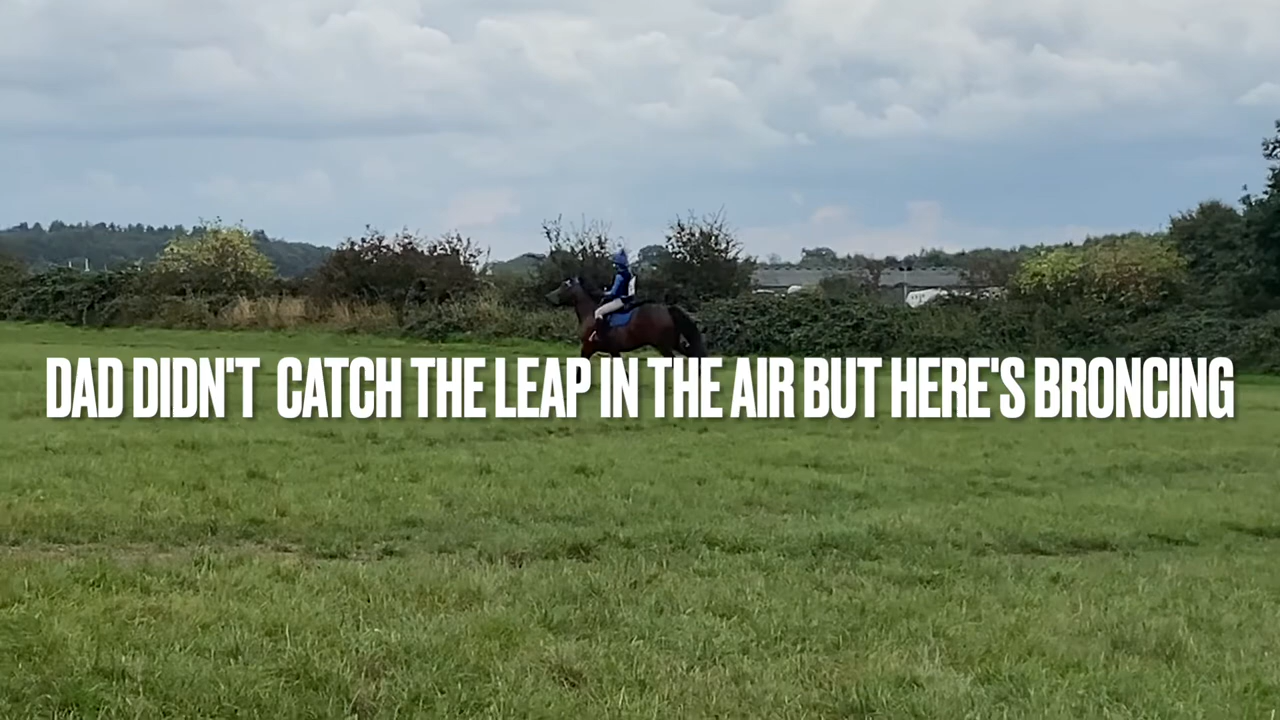 DAD DIDN'T CATCH THE LEAP IN THE AIR BUT HERE'S BRONCING